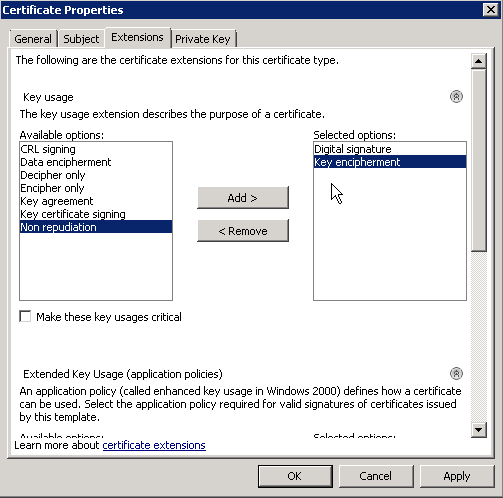 Certificate Properties
General
Subject
Extensions
Private Key
The following are the certificate extensions for this certificate type.
Key usage
The key usage extension describes the purpose of a certificate.
Available options:
Selected options:
CRL signing
Data encipherment
Decipher only
Encipher only
Key agreement
Key certificate signing
Non repudiation
Digital signature
Key encipherment
Add >
< Remove
Make these key usages critical
Extended Key Usage (application policies)
An application policy (called enhanced key usage in Windows 2000) defines how a certificate
can be used. Select the application policy required for valid signatures of certificates issued
by this template.
Available options:
Selected options:
Learn more about certificate extensions
OK
Cancel
Apply